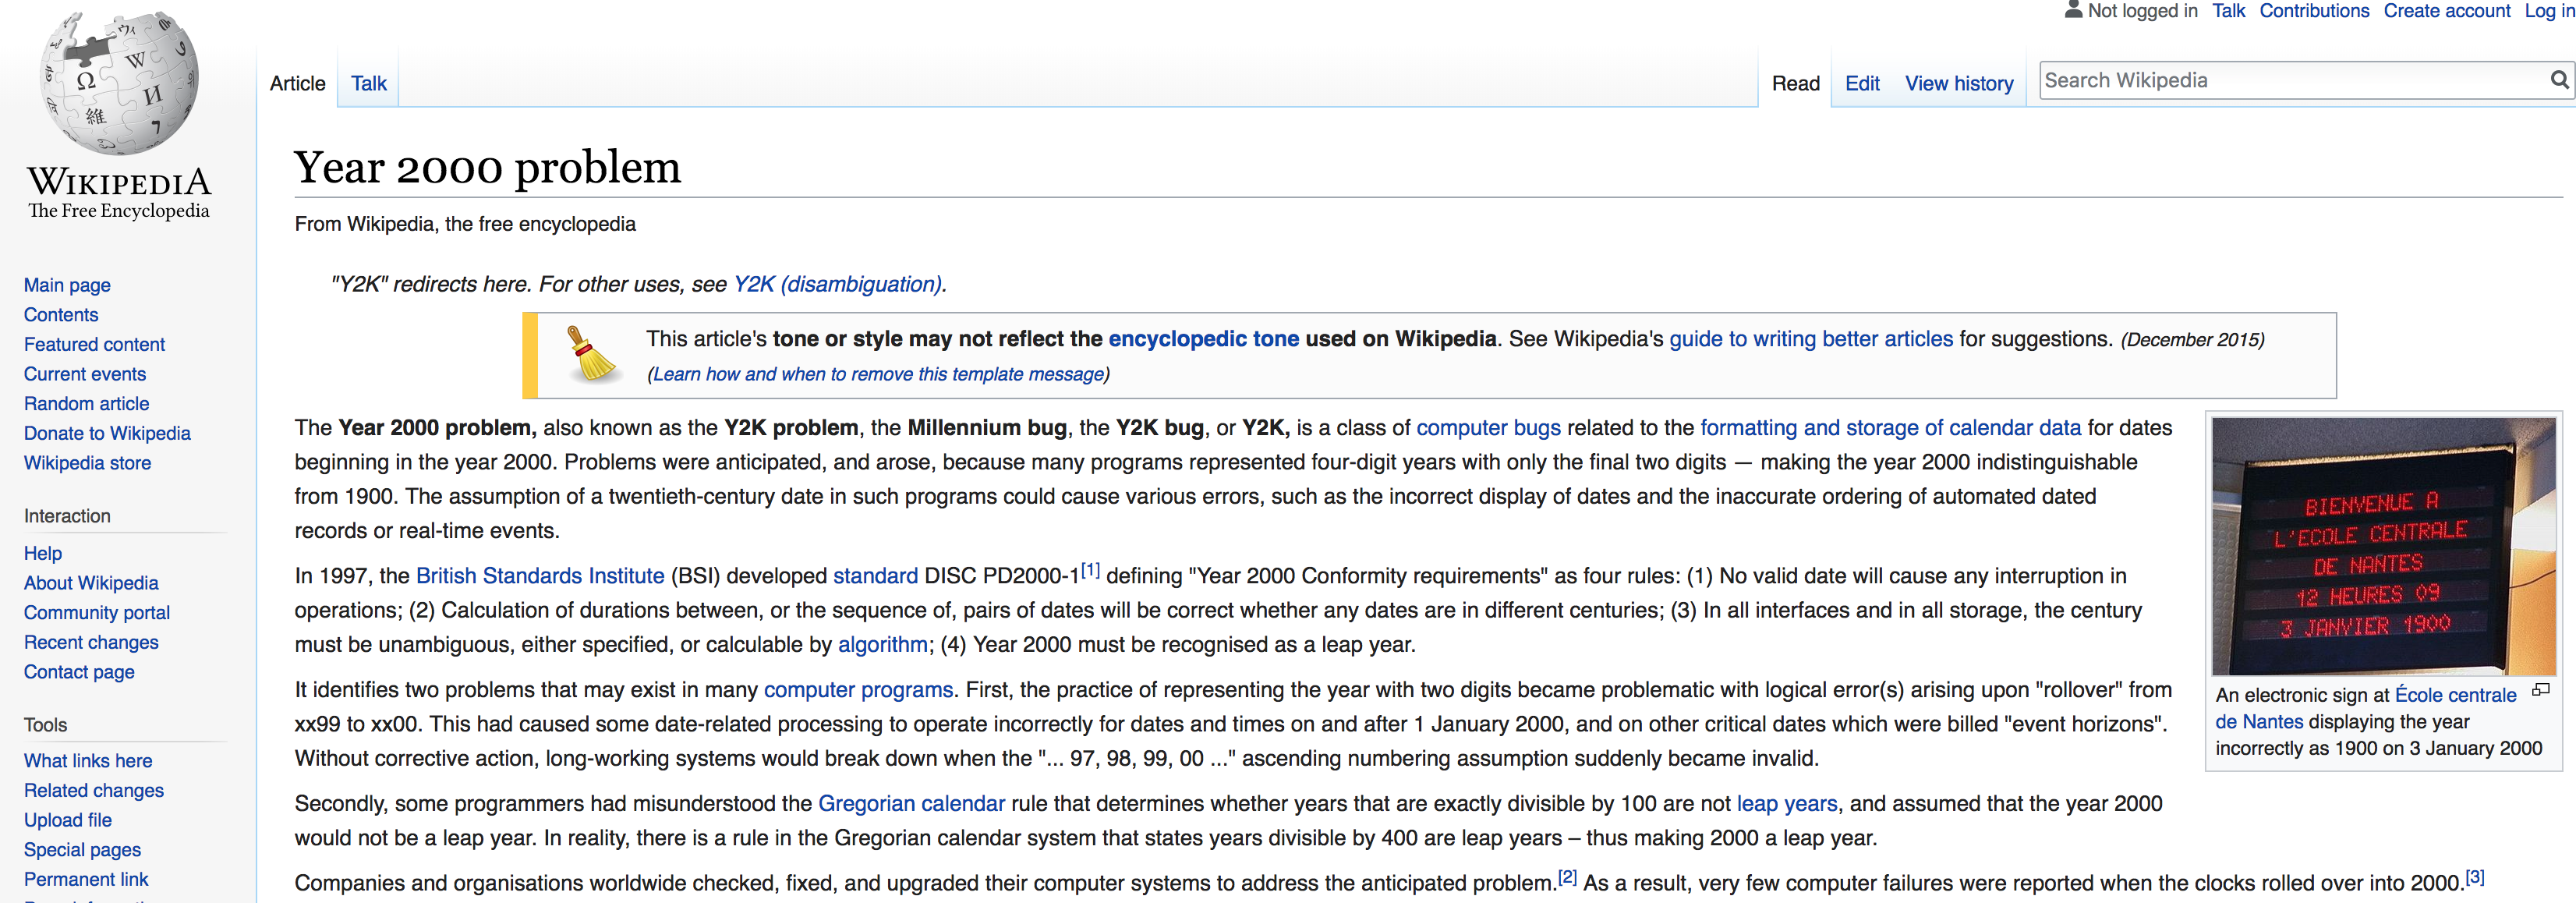 Not logged in Talk Contributions Create account Log in
WIKIPEDIA
The Free Encyclopedia
Article Talk
Read Edit View history Search Wikipedia
Main page
Contents
Featured content
Current events
Random article
Donate to Wikipedia
Wikipedia store
Interaction
Help
About Wikipedia
Community portal
Recent changes
Contact page
Tools
What links here
Related changes
Upload file
Special pages
Permanent link
Year 2000 problem
From Wikipedia, the free encyclopedia
"Y2K" redirects here. For other uses, see Y2K (disambiguation).
This article's tone or style may not reflect the encyclopedic tone used on Wikipedia. See Wikipedia's guide to writing better articles for suggestions. (December 2015)
(Learn how and when to remove this template message)
The Year 2000 problem, also known as the Y2K problem, the Millennium bug, the Y2K bug, or Y2K, is a class of computer bugs related to the formatting and storage of calendar data for dates
beginning in the year 2000. Problems were anticipated, and arose, because many programs represented four-digit years with only the final two digits — making the year 2000 indistinguishable
from 1900. The assumption of a twentieth-century date in such programs could cause various errors, such as the incorrect display of dates and the inaccurate ordering of automated dated
records or real-time events.
In 1997, the British Standards Institute (BSI) developed standard DISC PD2000-1[1] defining "Year 2000 Conformity requirements" as four rules: (1) No valid date will cause any interruption in
operations; (2) Calculation of durations between, or the sequence of, pairs of dates will be correct whether any dates are in different centuries; (3) In all interfaces and in all storage, the century
must be unambiguous, either specified, or calculable by algorithm; (4) Year 2000 must be recognised as a leap year.
It identifies two problems that may exist in many computer programs. First, the practice of representing the year with two digits became problematic with logical error(s) arising upon "rollover" from
xx99 to xx00. This had caused some date-related processing to operate incorrectly for dates and times on and after 1 January 2000, and on other critical dates which were billed "event horizons".
Without corrective action, long-working systems would break down when the "... 97, 98, 99, 00 ..." ascending numbering assumption suddenly became invalid.
Secondly, some programmers had misunderstood the Gregorian calendar rule that determines whether years that are exactly divisible by 100 are not leap years, and assumed that the year 2000
would not be a leap year. In reality, there is a rule in the Gregorian calendar system that states years divisible by 400 are leap years – thus making 2000 a leap year.
Companies and organisations worldwide checked, fixed, and upgraded their computer systems to address the anticipated problem.[2] As a result, very few computer failures were reported when the clocks rolled over into 2000.[3]
BIENVENUE A
L'ECOLE CENTRALE
DE NANTES
12 HEURES 09
3 JANVIER 1900
An electronic sign at École centrale
de Nantes displaying the year
incorrectly as 1900 on 3 January 2000